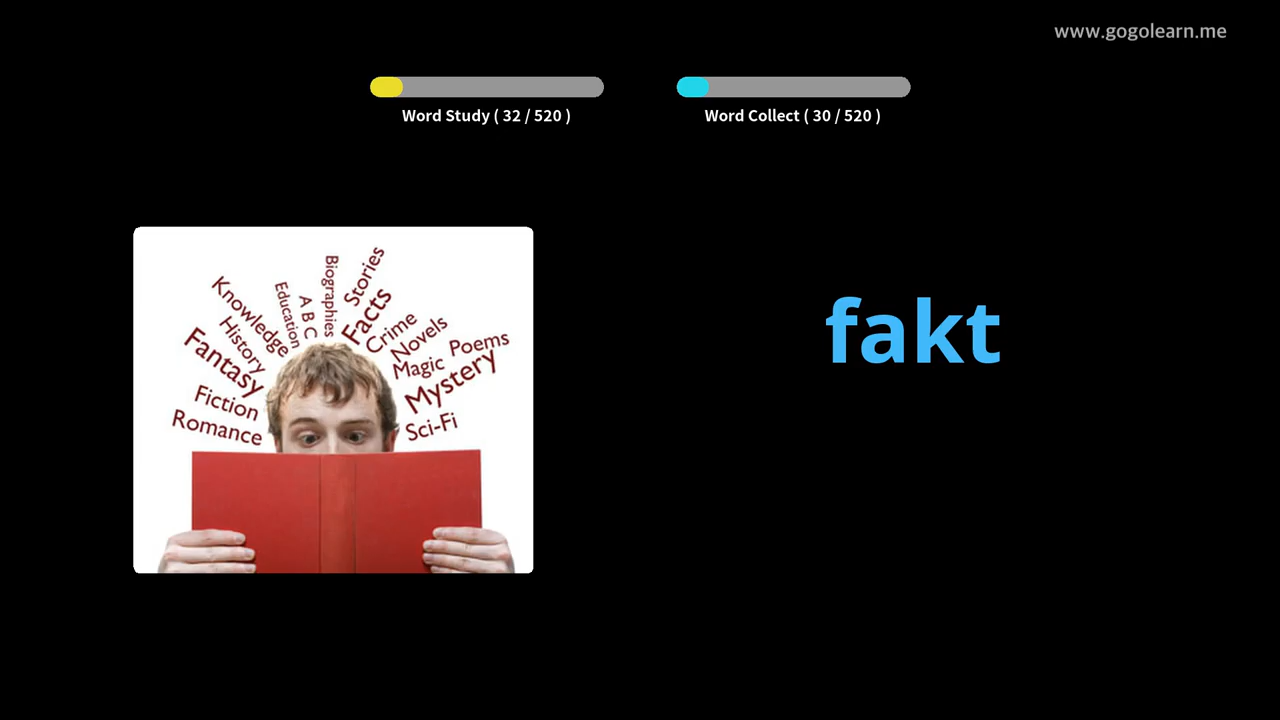 www.gogolearn.me
Word Study ( 32 / 520 )
Word Collect ( 30 / 520 )
Biographies
Stories
Facts
A B C
Education
Knowledge
History
Fantasy
Fiction
Romance
Crime
Novels
Poems
Magic
Mystery
Sci-Fi
fakt